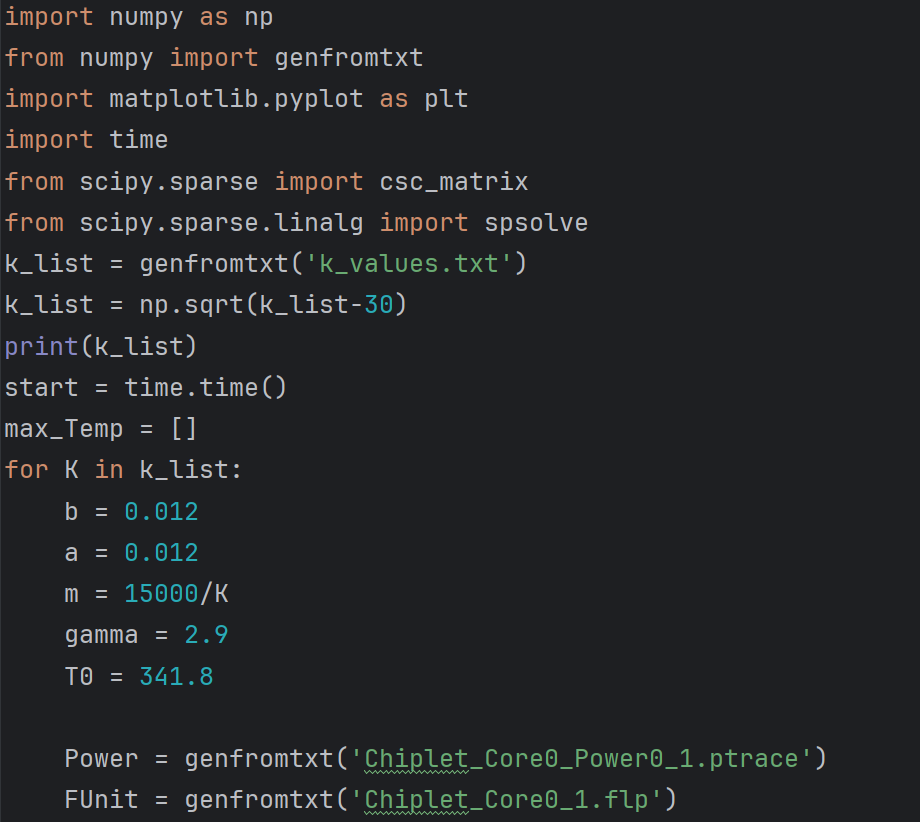 import numpy as np
from numpy import genfromtxt
import matplotlib.pyplot as plt
import time
from scipy.sparse import csc_matrix
from scipy.sparse.linalg import spsolve
k_list = genfromtxt('k_values.txt')
k_list = np.sqrt(k_list-30)
print(k_list)
start = time.time()
max_Temp = []
for K in k_list:
    b = 0.012
    a = 0.012
    m = 15000/K
    gamma = 2.9
    T0 = 341.8
    Power = genfromtxt('Chiplet_Core0_Power0_1.ptrace')
    FUnit = genfromtxt('Chiplet_Core0_1.flp')